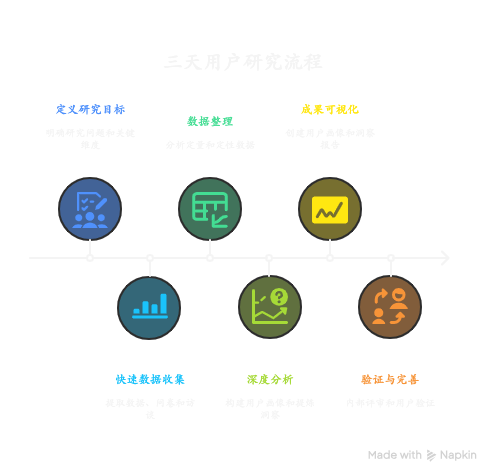 三天用户研究流程
定义研究目标
明确研究问题和关键
维度
数据整理
分析定量和定性数据
成果可视化
创建用户画像和洞察
报告
快速数据收集
提取数据、问卷和访
谈
深度分析
构建用户画像和提炼
洞察
验证与完善
内部评审和用户验证
Made with Napkin